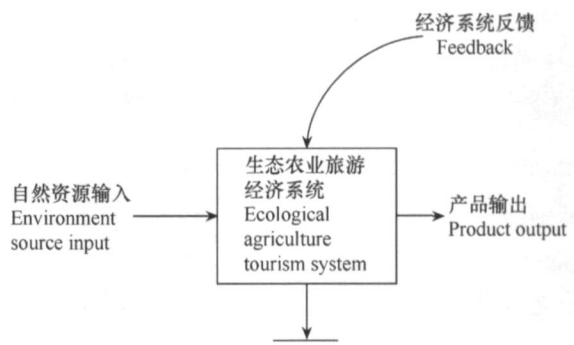 经济系统反馈
Feedback
自然资源输入
Environment
source input
生态农业旅游
经济系统
Ecological
agriculture
tourism system
产品输出
Product output